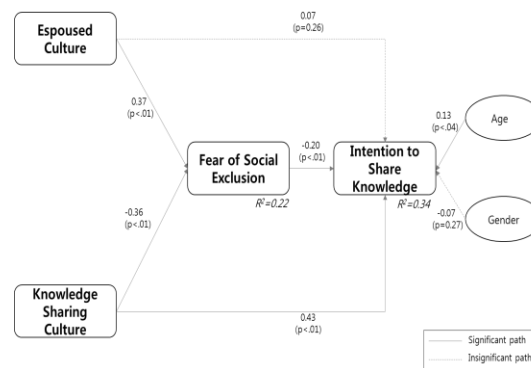 Espoused
Culture
0.07
(p=0.26)
0.37
(p<.01)
Fear of Social
Exclusion
R²=0.22
-0.20
(p<.01)
Intention to
Share
Knowledge
R²=0.34
0.13
(p<.04)
Age
-0.07
(p=0.27)
Gender
-0.36
(p<.01)
Knowledge
Sharing
Culture
0.43
(p<.01)
Significant path
Insignificant path